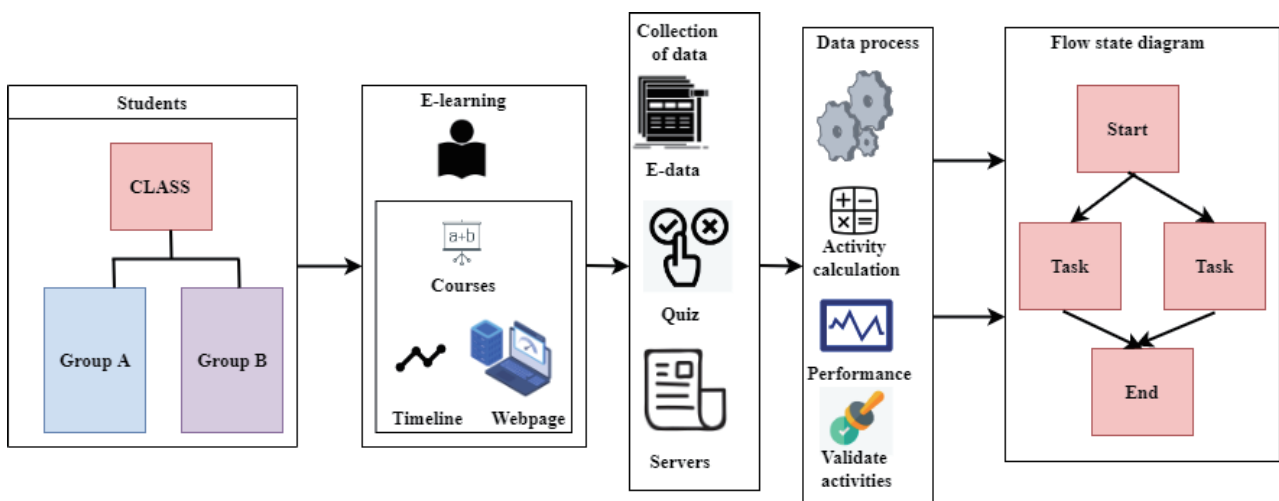 Students
CLASS
Group A
Group B
E-learning
a+b
Courses
Timeline
Webpage
Collection
of data
E-data
Quiz
Servers
Data process
Activity
calculation
Performance
Validate
activities
Flow state diagram
Start
Task
Task
End